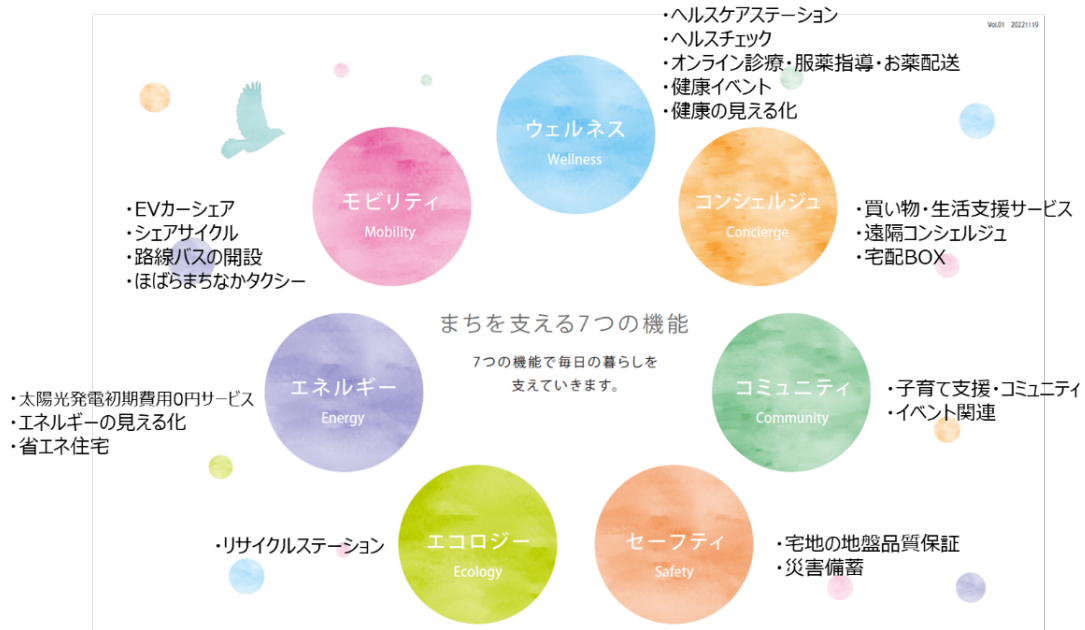 Vol.01 20221119
・ヘルスケアステーション
・ヘルスチェック
・オンライン診療・服薬指導・お薬配送
・健康イベント
・健康の見える化
ウェルネス
Wellness
モビリティ
Mobility
・EVカーシェア
・シェアサイクル
・路線バスの開設
・ほばらまちなかタクシー
コンシェルジュ
Concierge
・買い物・生活支援サービス
・遠隔コンシェルジュ
・宅配BOX
まちを支える7つの機能
7つの機能で毎日の暮らしを
支えていきます。
エネルギー
Energy
・太陽光発電初期費用0円サービス
・エネルギーの見える化
・省エネ住宅
コミュニティ
Community
・子育て支援・コミュニティ
・イベント関連
エコロジー
Ecology
・リサイクルステーション
セーフティ
Safety
・宅地の地盤品質保証
・災害備蓄